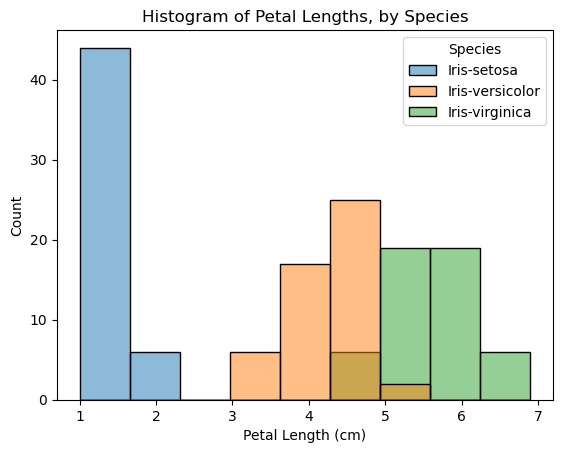 Histogram of Petal Lengths, by Species
Species
Iris-setosa
Iris-versicolor
Iris-virginica
40
30
20
10
0
Count
1 2 3 4 5 6 7
Petal Length (cm)